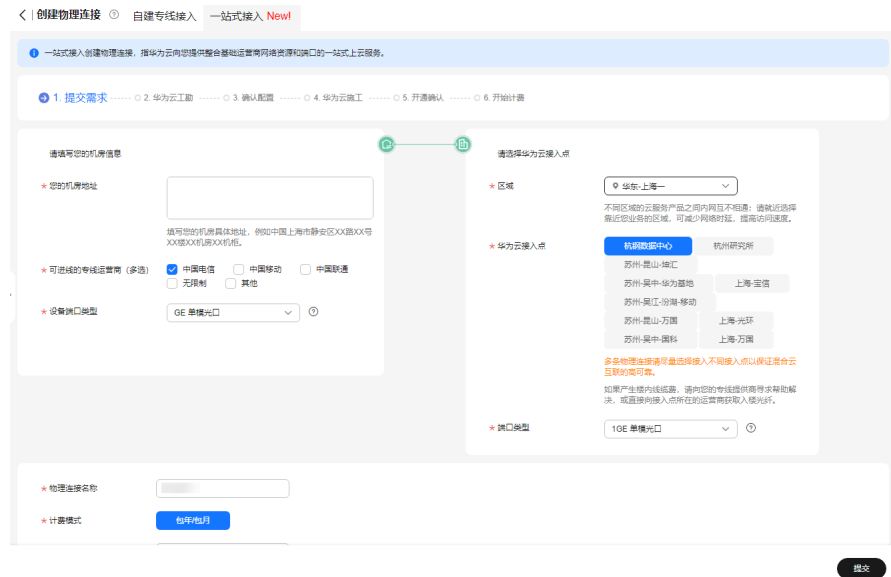 创建物理连接 ? 自建专线接入 一站式接入 New!
一站式接入创建物理连接，指华为云向您提供整合基础运营商网络资源和端口的一站式上云服务。
1. 提交需求 2. 华为云工勘 3. 确认配置 4. 华为云施工 5. 开通确认 6. 开始计费
请填写您的机房信息
* 您的机房地址
填写您的机房具体地址，例如中国上海市静安区XX路XX号
XX楼XX机房XX机柜。
* 可进线的专线运营商（多选） 中国电信 中国移动 中国联通
无限制 其他
* 设备端口类型 GE 单模光口 ?
请选择华为云接入点
* 区域 华东-上海一
不同区域的云服务产品之间内网互不相通；请就近选择
靠近您业务的区域，可减少网络时延，提高访问速度。
* 华为云接入点 杭钢数据中心 杭州研究所
苏州-昆山-坤汇
苏州-吴中-华为基地 上海-宝信
苏州-吴江-汾湖-移动
苏州-昆山-万国 上海-光环
苏州-吴中-国科 上海-万国
多条物理连接请尽量选择接入不同接入点以保证混合云
互联的高可靠。
如果产生楼内线缆费，请向您的专线提供商寻求帮助解
决，或直接向接入点所在的运营商获取入楼光纤。
* 端口类型 1GE 单模光口 ?
* 物理连接名称
* 计费模式 包年/包月
提交